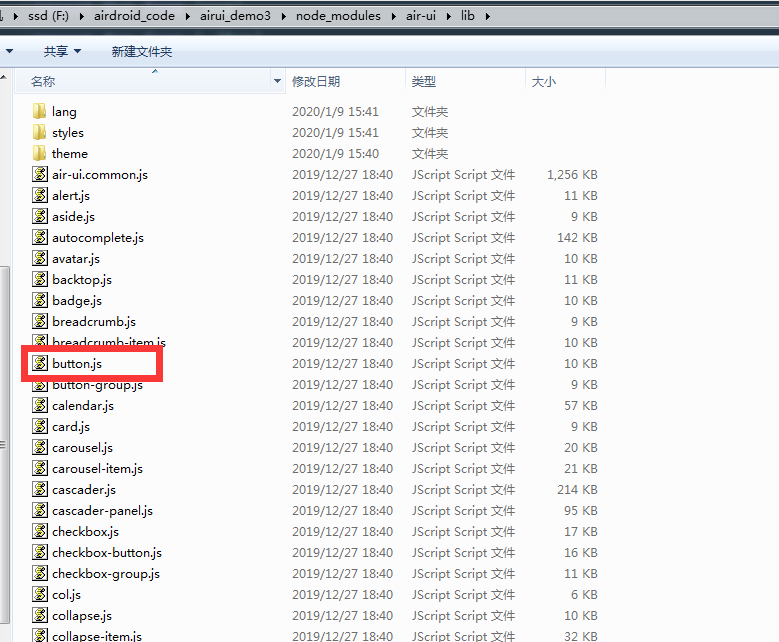 ssd (F:) airdroid_code airui_demo3 node_modules air-ui lib
共享 新建文件夹
名称 修改日期 类型 大小
lang 2020/1/9 15:41 文件夹
styles 2020/1/9 15:41 文件夹
theme 2020/1/9 15:40 文件夹
air-ui.common.js 2019/12/27 18:40 JScript Script 文件 1,256 KB
alert.js 2019/12/27 18:40 JScript Script 文件 11 KB
aside.js 2019/12/27 18:40 JScript Script 文件 9 KB
autocomplete.js 2019/12/27 18:40 JScript Script 文件 142 KB
avatar.js 2019/12/27 18:40 JScript Script 文件 10 KB
backtop.js 2019/12/27 18:40 JScript Script 文件 11 KB
badge.js 2019/12/27 18:40 JScript Script 文件 10 KB
breadcrumb.js 2019/12/27 18:40 JScript Script 文件 9 KB
breadcrumb-item.js 2019/12/27 18:40 JScript Script 文件 10 KB
button.js 2019/12/27 18:40 JScript Script 文件 10 KB
button-group.js 2019/12/27 18:40 JScript Script 文件 9 KB
calendar.js 2019/12/27 18:40 JScript Script 文件 57 KB
card.js 2019/12/27 18:40 JScript Script 文件 9 KB
carousel.js 2019/12/27 18:40 JScript Script 文件 20 KB
carousel-item.js 2019/12/27 18:40 JScript Script 文件 21 KB
cascader.js 2019/12/27 18:40 JScript Script 文件 214 KB
cascader-panel.js 2019/12/27 18:40 JScript Script 文件 95 KB
checkbox.js 2019/12/27 18:40 JScript Script 文件 17 KB
checkbox-button.js 2019/12/27 18:40 JScript Script 文件 16 KB
checkbox-group.js 2019/12/27 18:40 JScript Script 文件 11 KB
col.js 2019/12/27 18:40 JScript Script 文件 6 KB
collapse.js 2019/12/27 18:40 JScript Script 文件 10 KB
collapse-item.js 2019/12/27 18:40 JScript Script 文件 32 KB